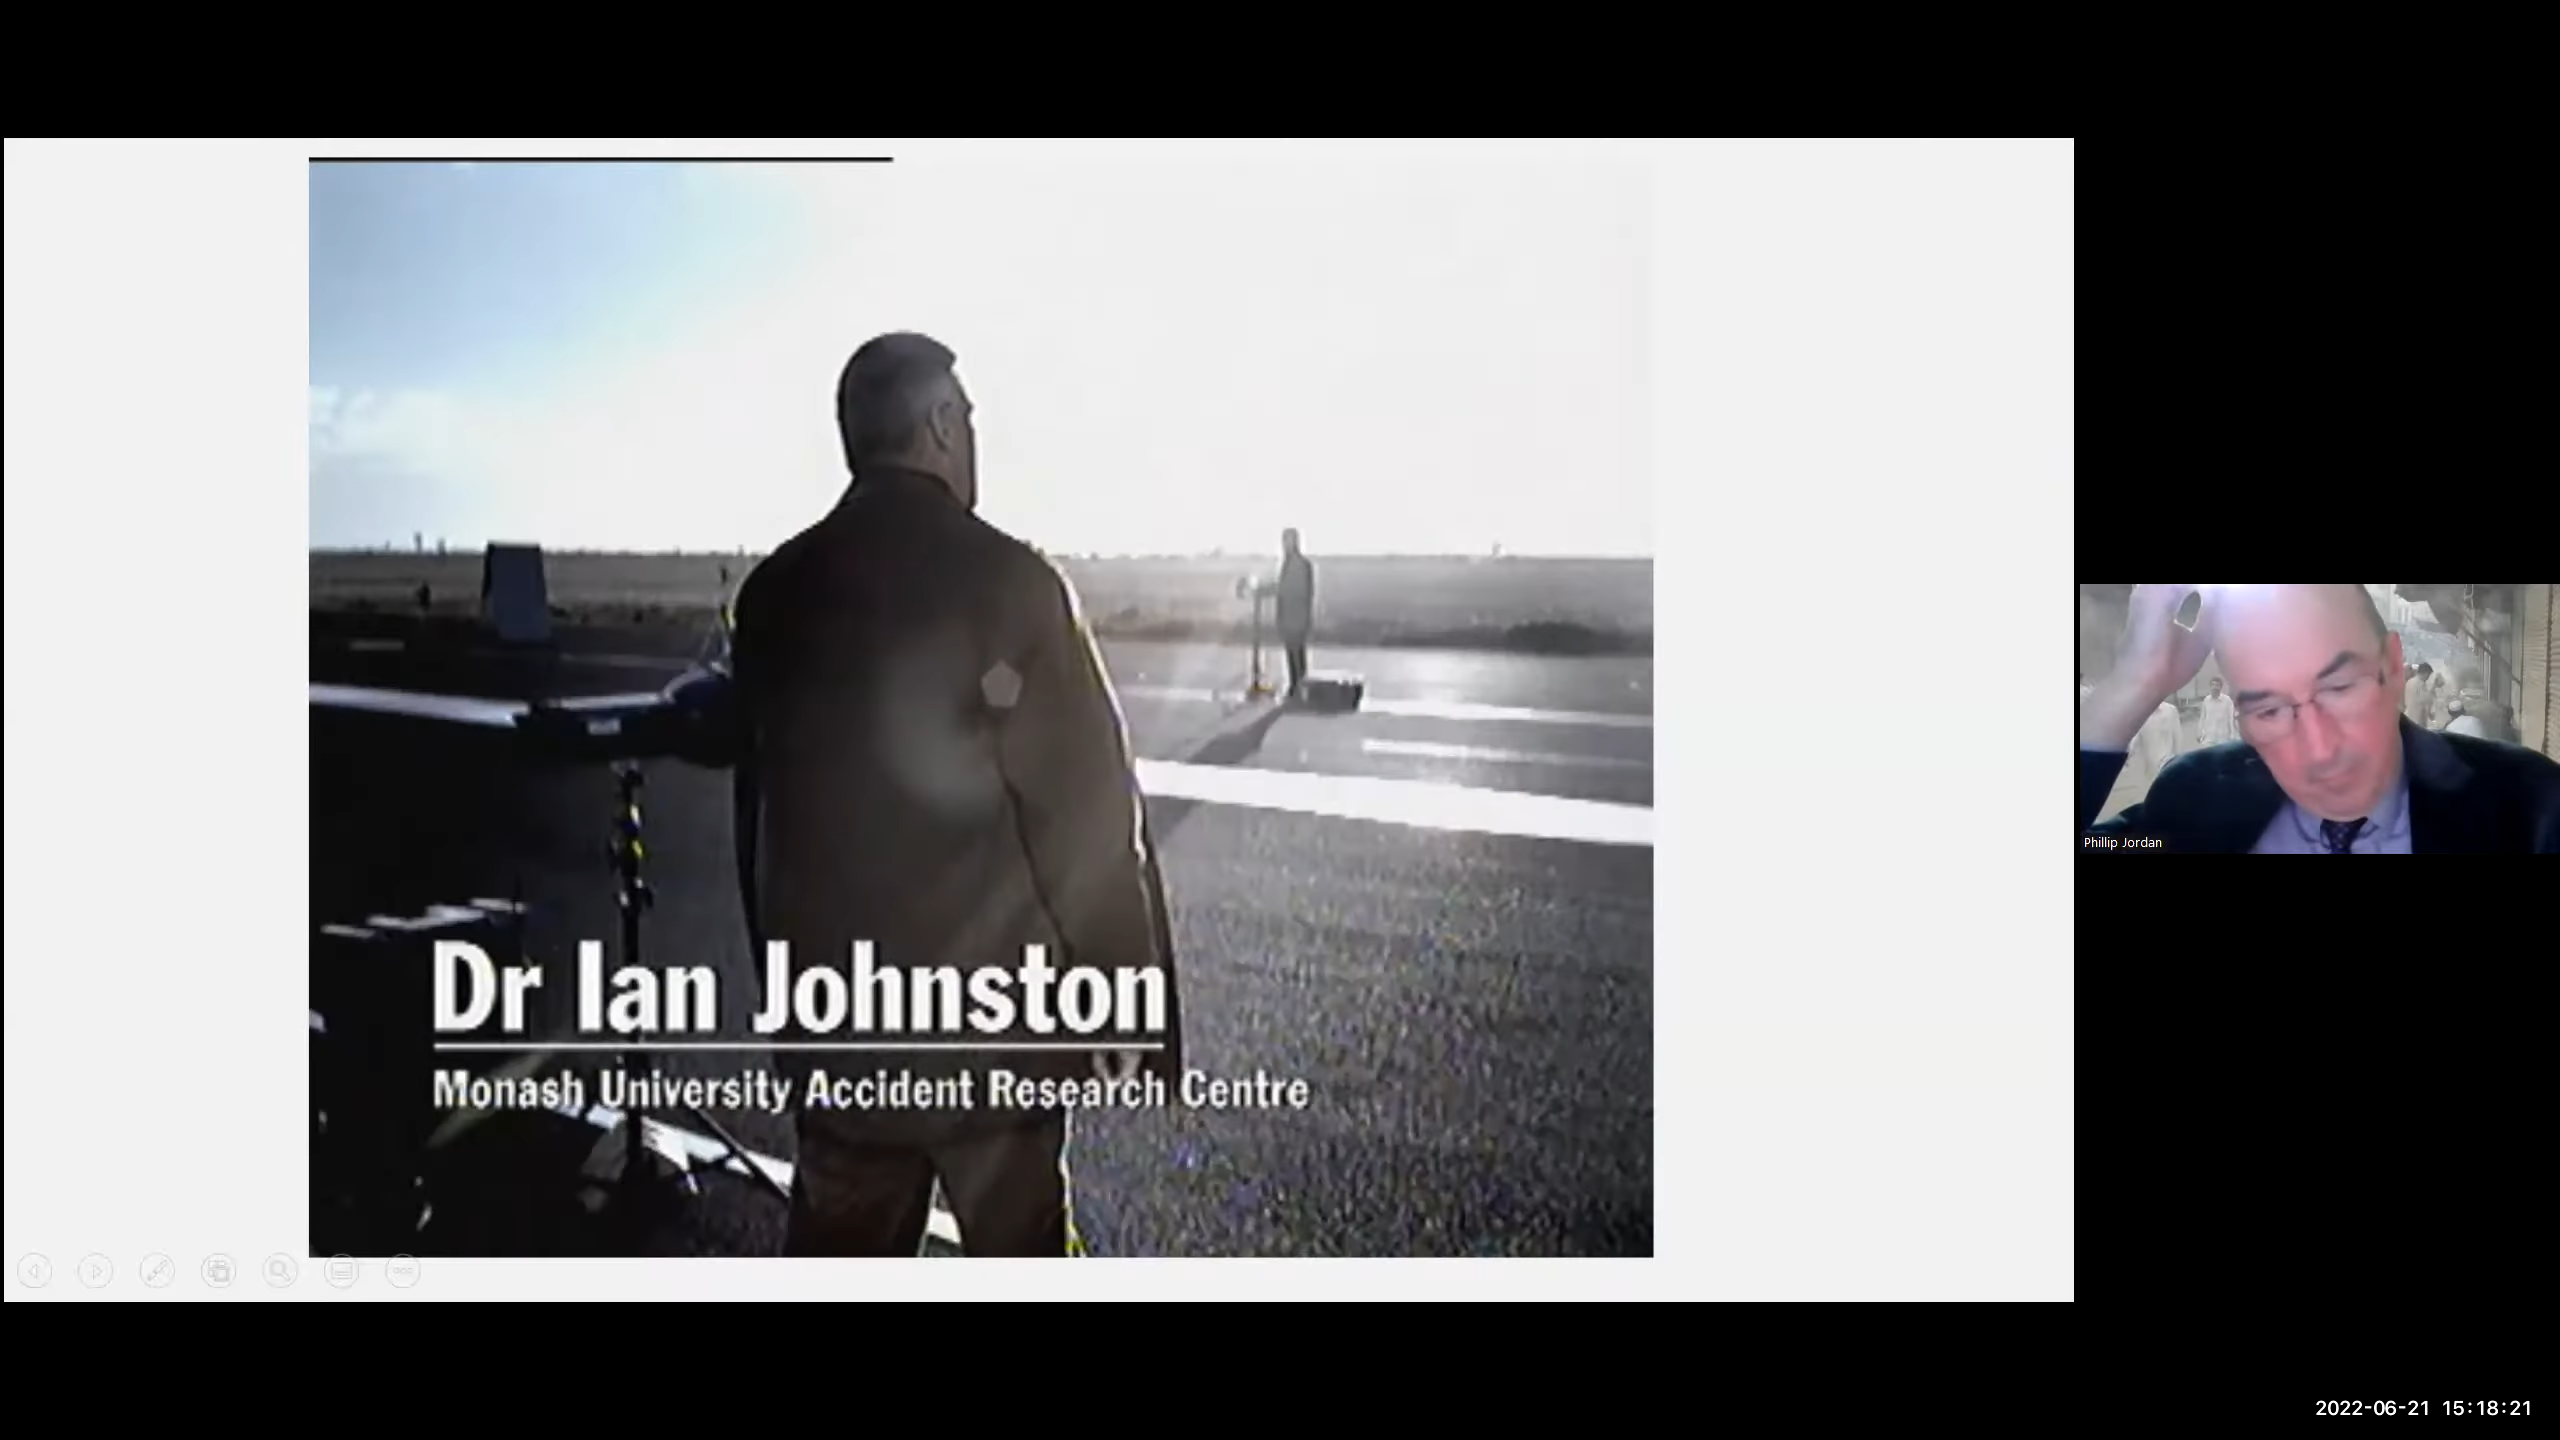 Dr Ian Johnston
Monash University Accident Research Centre
Phillip Jordan
2022-06-21 15:18:21